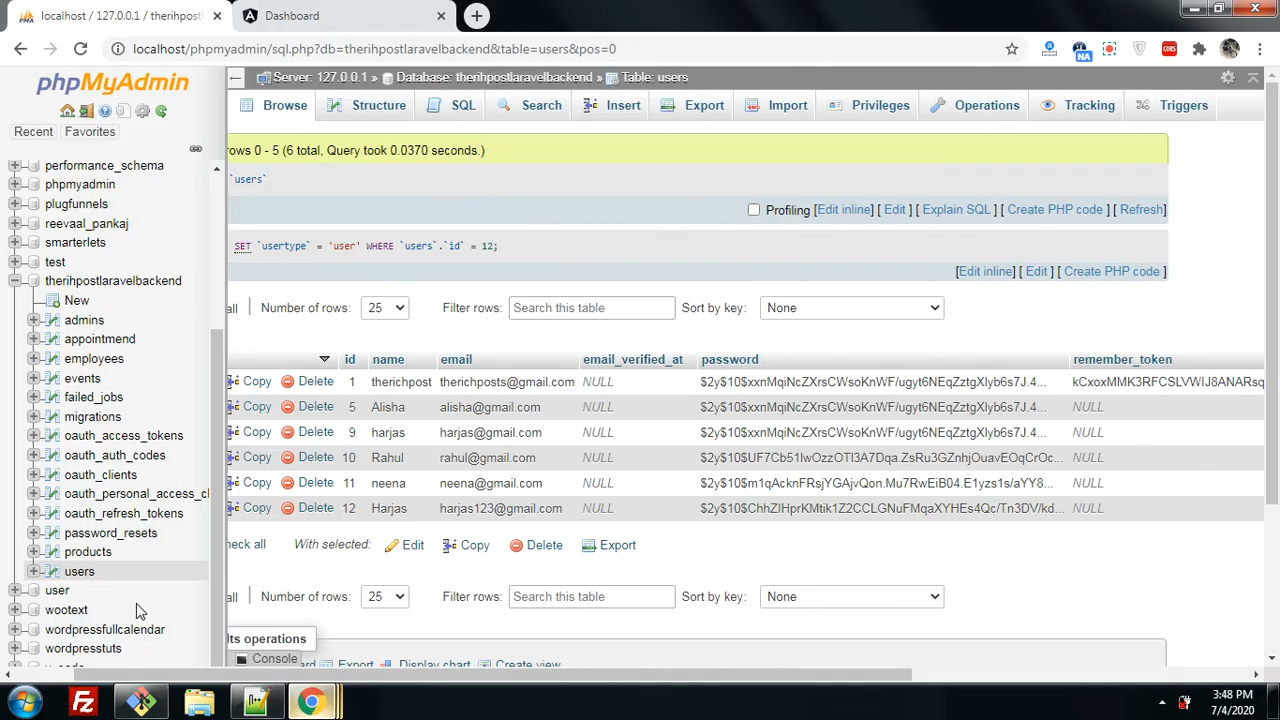 localhost / 127.0.0.1 / therihpost
Dashboard
localhost/phpmyadmin/sql.php?db=therihpostlaravelbackend&table=users&pos=0
NA
CORS
phpMyAdmin
Server: 127.0.0.1 » Database: therihpostlaravelbackend » Table: users
Browse Structure SQL Search Insert Export Import Privileges Operations Tracking Triggers
Recent Favorites
performance_schema
phpmyadmin
plugfunnels
reevaal_pankaj
smarterlets
test
therihpostlaravelbackend
New
admins
appointmend
employees
events
failed_jobs
migrations
oauth_access_tokens
oauth_auth_codes
oauth_clients
oauth_personal_access_cl
oauth_refresh_tokens
password_resets
products
users
user
wootext
wordpressfullcalendar
wordpresstuts
rows 0 - 5 (6 total, Query took 0.0370 seconds.)
`users`
Profiling [Edit inline] [ Edit ] [ Explain SQL ] [ Create PHP code ] [ Refresh]
SET `usertype` = 'user' WHERE `users`.`id` = 12;
[Edit inline] [ Edit ] [ Create PHP code ]
all Number of rows: 25 Filter rows: Search this table Sort by key: None
id name email email_verified_at password remember_token
Copy Delete 1 therichpost therichposts@gmail.com NULL
Copy Delete 5 Alisha alisha@gmail.com NULL NULL
Copy Delete 9 harjas harjas@gmail.com NULL NULL
Copy Delete 10 Rahul rahul@gmail.com NULL NULL
Copy Delete 11 neena neena@gmail.com NULL NULL
Copy Delete 12 Harjas harjas123@gmail.com NULL NULL
heck all With selected: Edit Copy Delete Export
all Number of rows: 25 Filter rows: Search this table Sort by key: None
lts operations
Console
ard Export Display chart Create view
3:48 PM
7/4/2020